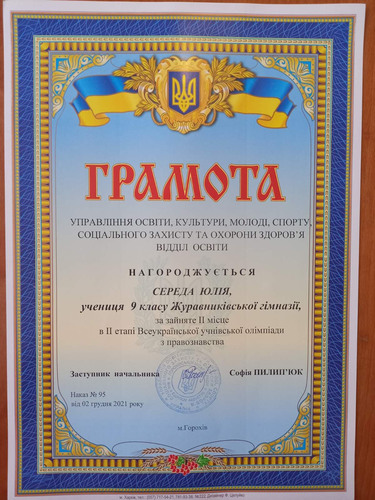 ГРАМОТА
УПРАВЛІННЯ ОСВІТИ, КУЛЬТУРИ, МОЛОДІ, СПОРТУ,
СОЦІАЛЬНОГО ЗАХИСТУ ТА ОХОРОНИ ЗДОРОВ'Я
ВІДДІЛ ОСВІТИ
НАГОРОДЖУЄТЬСЯ
СЕРЕДА ЮЛІЯ,
учениця 9 класу Журавниківської гімназії,
за зайняте ІІ місце
в ІІ етапі Всеукраїнської учнівської олімпіади
з правознавства
Заступник начальника Софія ПИЛИП'ЮК
Наказ № 95
від 02 грудня 2021 року
м.Горохів